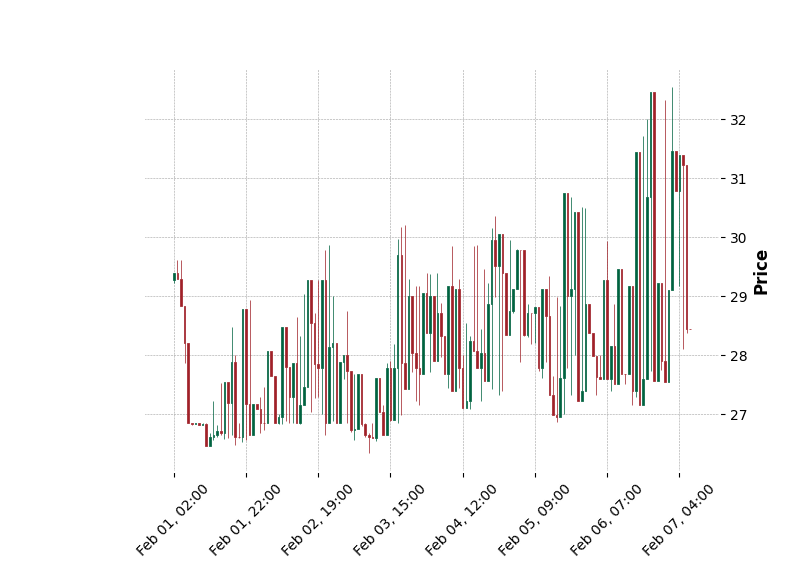 32
31
30
29
28
27
Price
Feb 01, 02:00
Feb 01, 22:00
Feb 02, 19:00
Feb 03, 15:00
Feb 04, 12:00
Feb 05, 09:00
Feb 06, 07:00
Feb 07, 04:00